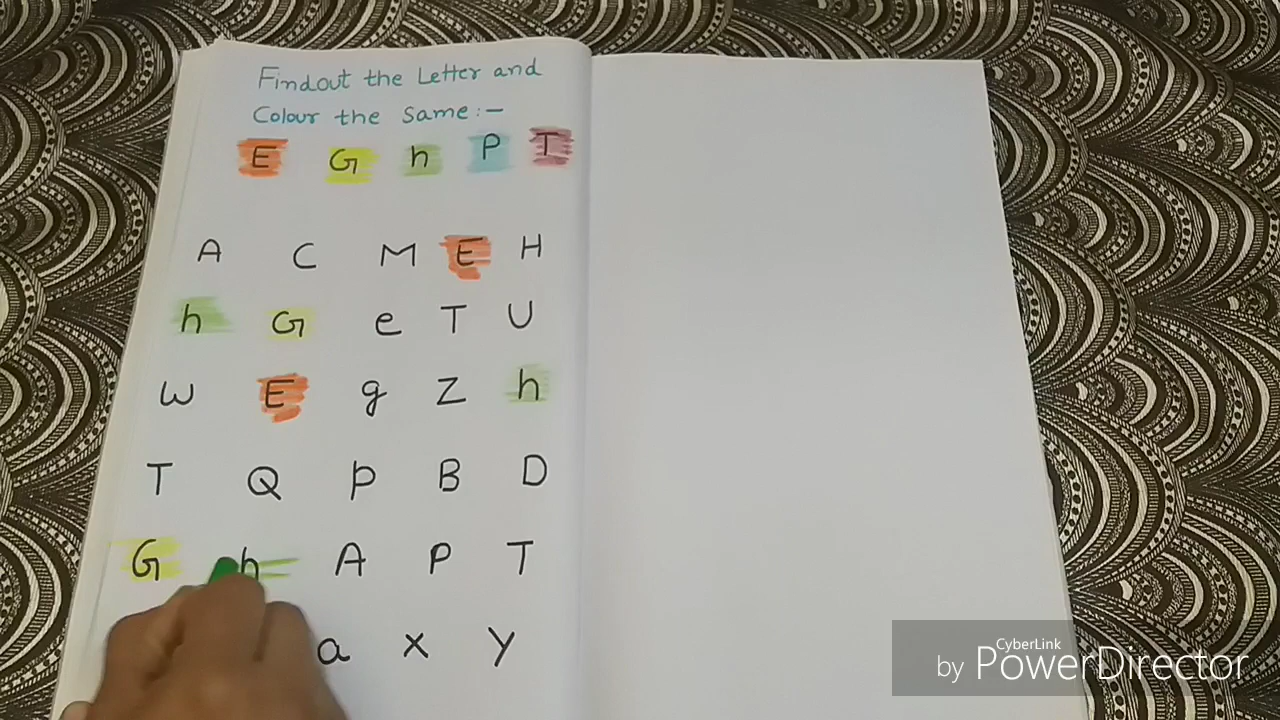 Findout the Letter and
Colour the same:-
E G h P T
A C M E H
h G e T U
w E g Z h
T Q p B D
G h A P T
a x y
CyberLink
by PowerDirector